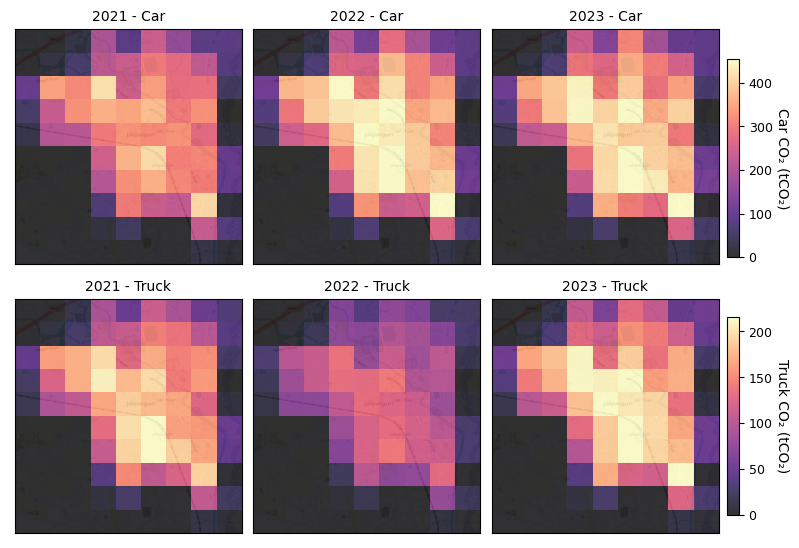 2021 - Car
2022 - Car
2023 - Car
400
300
200
100
0
Car CO₂ (tCO₂)
2021 - Truck
2022 - Truck
2023 - Truck
200
150
100
50
0
Truck CO₂ (tCO₂)